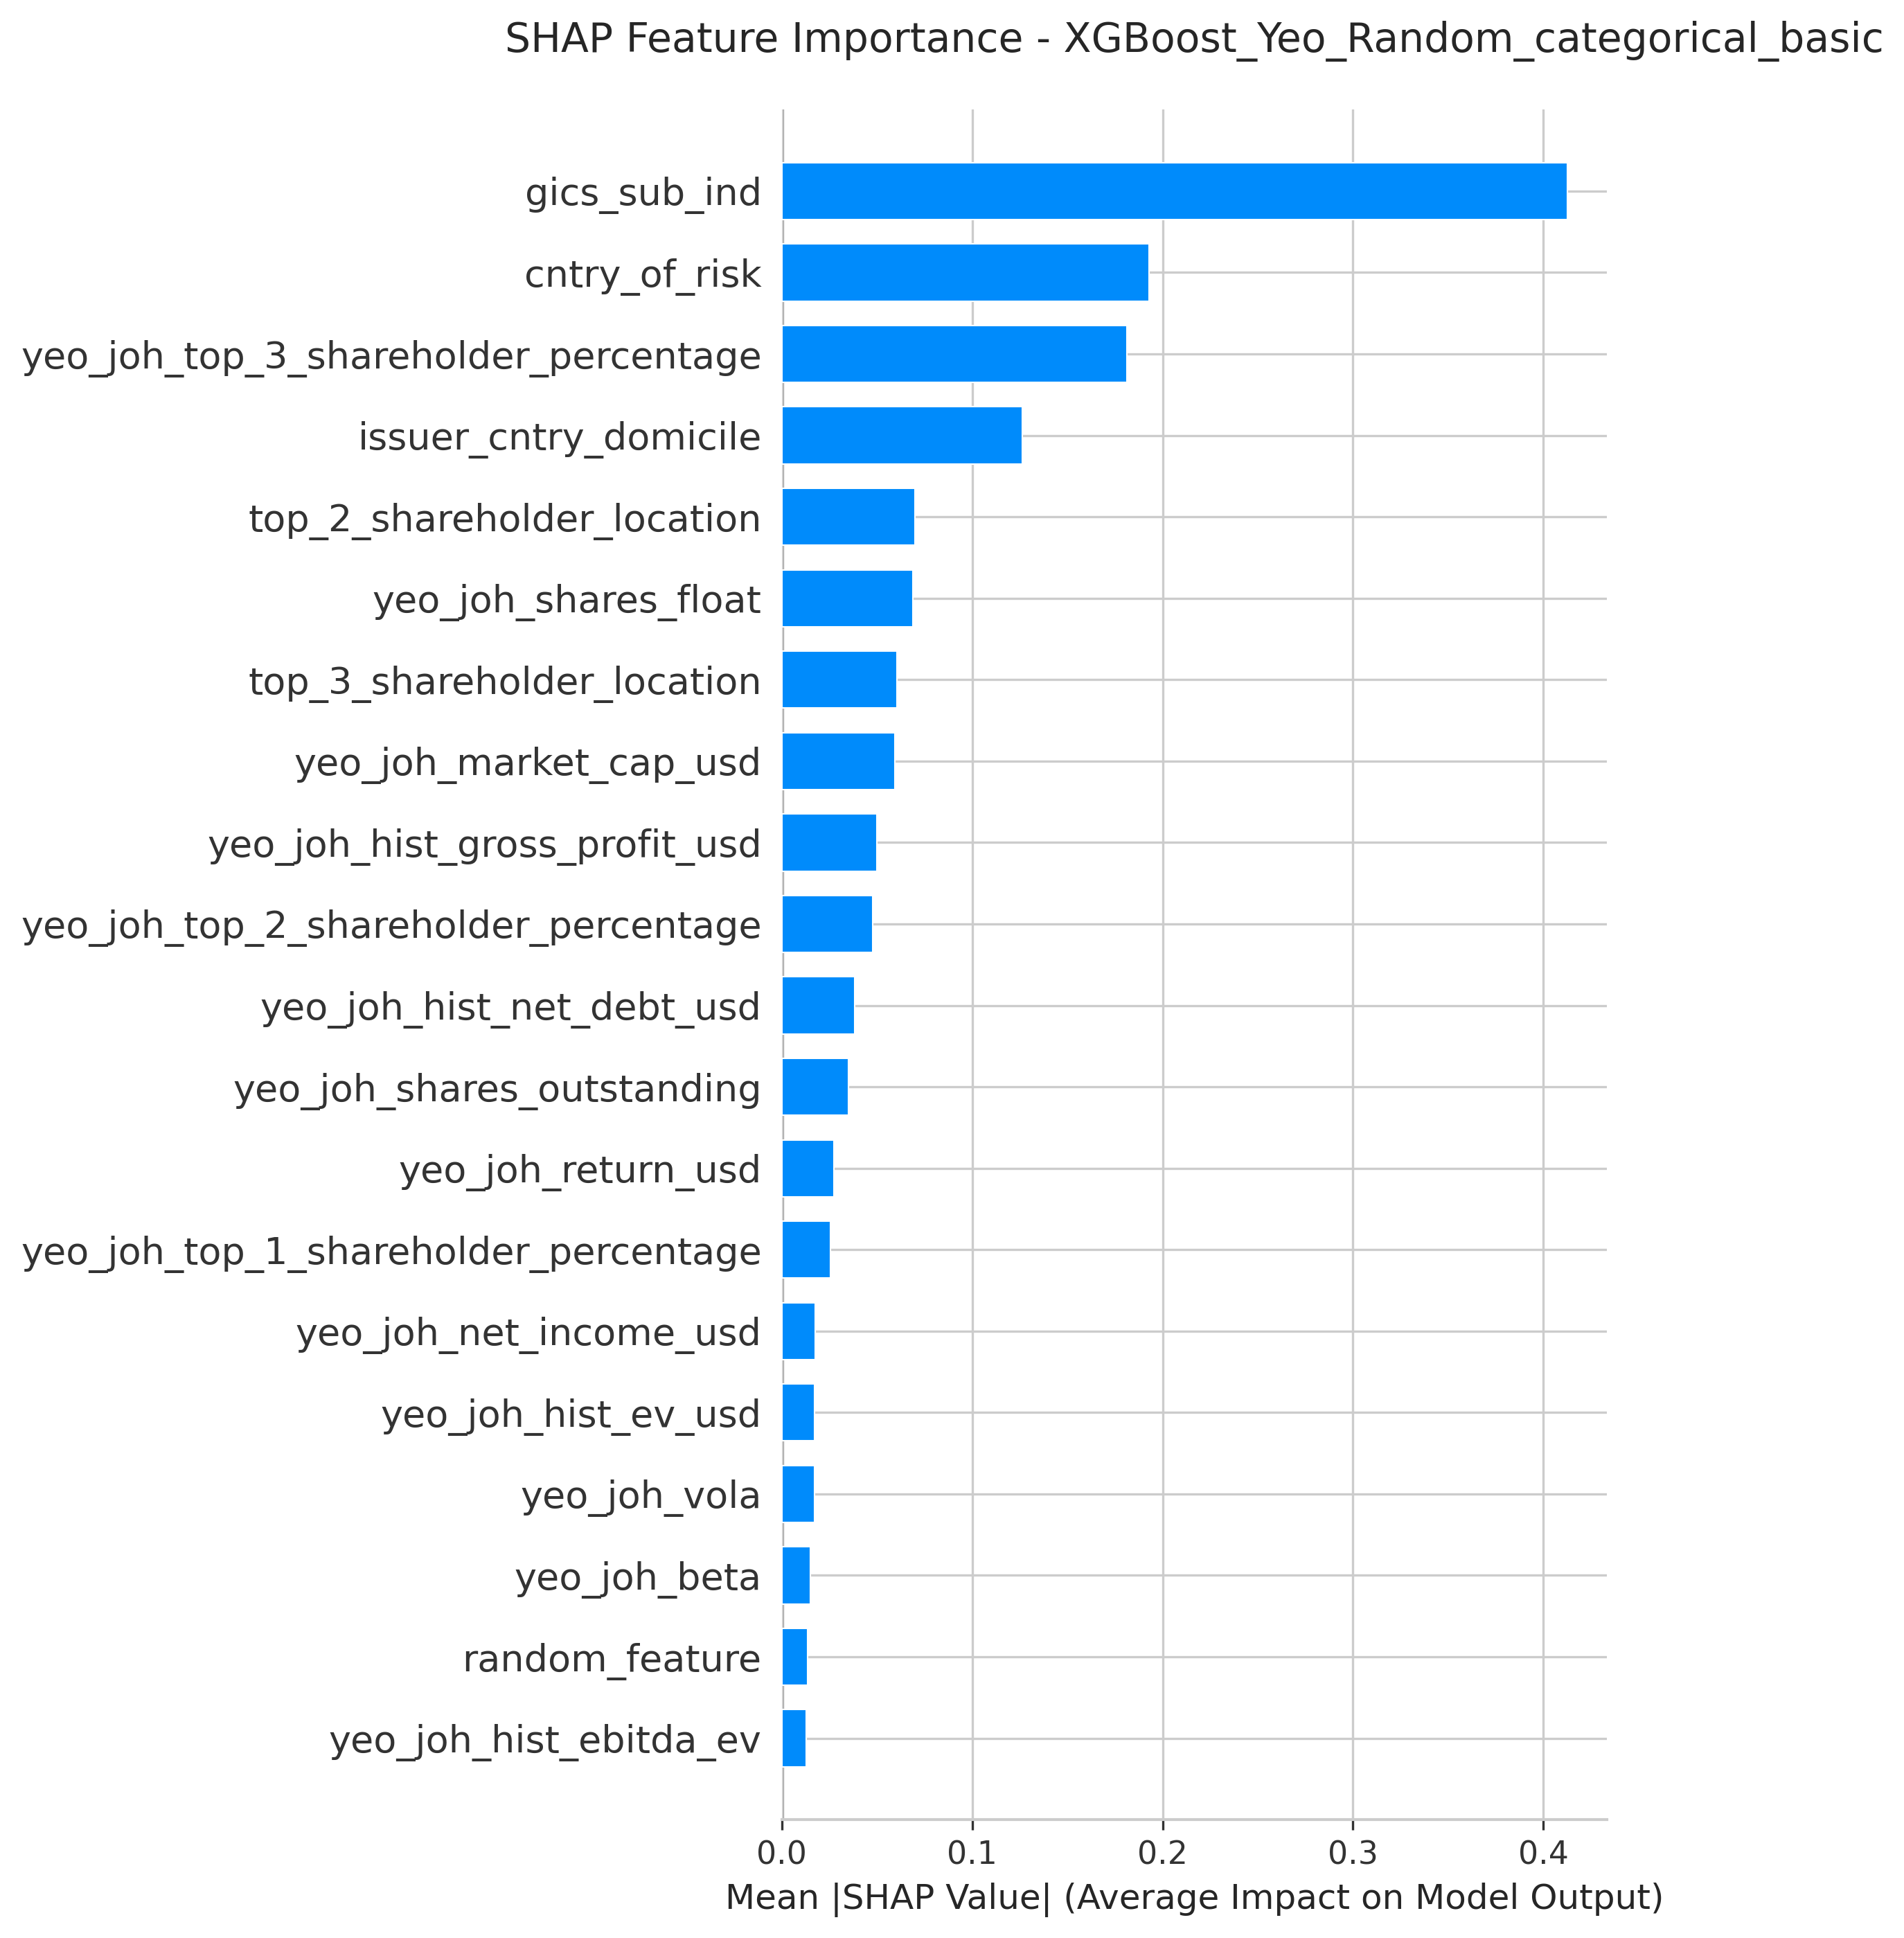 SHAP Feature Importance - XGBoost_Yeo_Random_categorical_basic
gics_sub_ind
cntry_of_risk
yeo_joh_top_3_shareholder_percentage
issuer_cntry_domicile
top_2_shareholder_location
yeo_joh_shares_float
top_3_shareholder_location
yeo_joh_market_cap_usd
yeo_joh_hist_gross_profit_usd
yeo_joh_top_2_shareholder_percentage
yeo_joh_hist_net_debt_usd
yeo_joh_shares_outstanding
yeo_joh_return_usd
yeo_joh_top_1_shareholder_percentage
yeo_joh_net_income_usd
yeo_joh_hist_ev_usd
yeo_joh_vola
yeo_joh_beta
random_feature
yeo_joh_hist_ebitda_ev
0.0 0.1 0.2 0.3 0.4
Mean |SHAP Value| (Average Impact on Model Output)